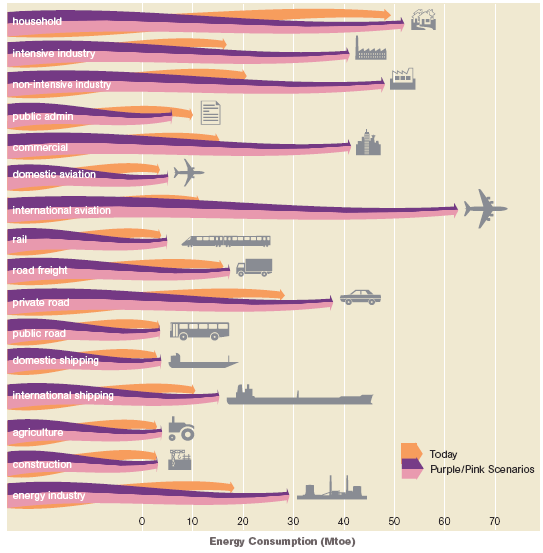 household
intensive industry
non-intensive industry
public admin
commercial
domestic aviation
international aviation
rail
road freight
private road
public road
domestic shipping
international shipping
agriculture
construction
energy industry
Today
Purple/Pink Scenarios
0 10 20 30 40 50 60 70
Energy Consumption (Mtoe)